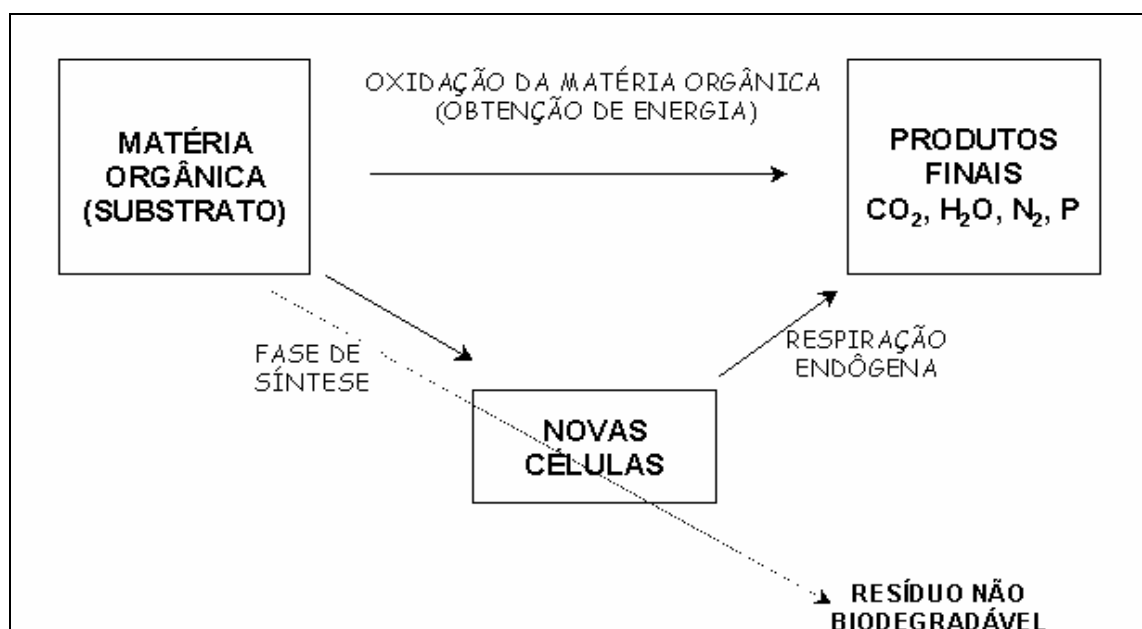 OXIDAÇÃO DA MATÉRIA ORGÂNICA
(OBTENÇÃO DE ENERGIA)
MATÉRIA
ORGÂNICA
(SUBSTRATO)
PRODUTOS
FINAIS
CO₂, H₂O, N₂, P
FASE DE
SÍNTESE
RESPIRAÇÃO
ENDÔGENA
NOVAS
CÉLULAS
RESÍDUO NÃO
BIODEGRADÁVEL